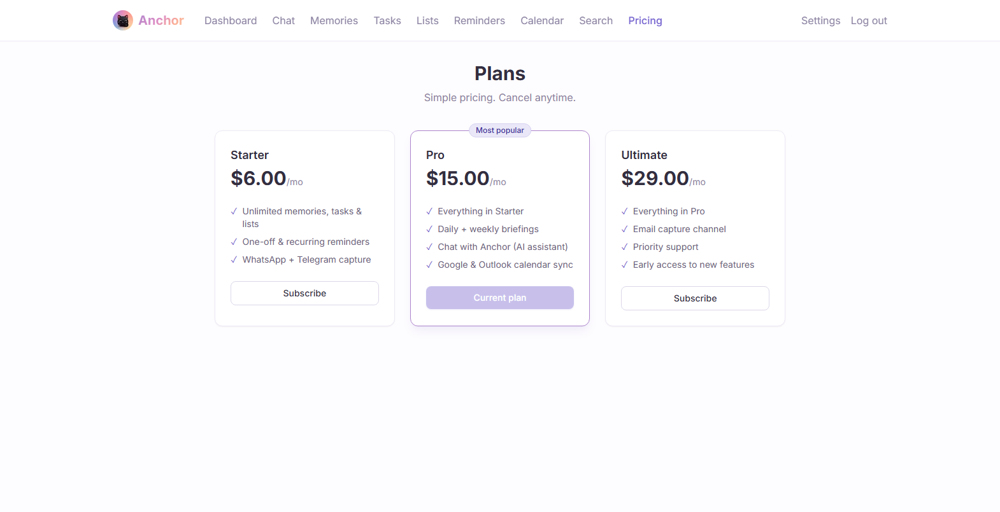 Anchor Dashboard Chat Memories Tasks Lists Reminders Calendar Search Pricing Settings Log out
Plans
Simple pricing. Cancel anytime.
Starter
$6.00/mo
✓ Unlimited memories, tasks &
lists
✓ One-off & recurring reminders
✓ WhatsApp + Telegram capture
Subscribe
Most popular
Pro
$15.00/mo
✓ Everything in Starter
✓ Daily + weekly briefings
✓ Chat with Anchor (AI assistant)
✓ Google & Outlook calendar sync
Current plan
Ultimate
$29.00/mo
✓ Everything in Pro
✓ Email capture channel
✓ Priority support
✓ Early access to new features
Subscribe